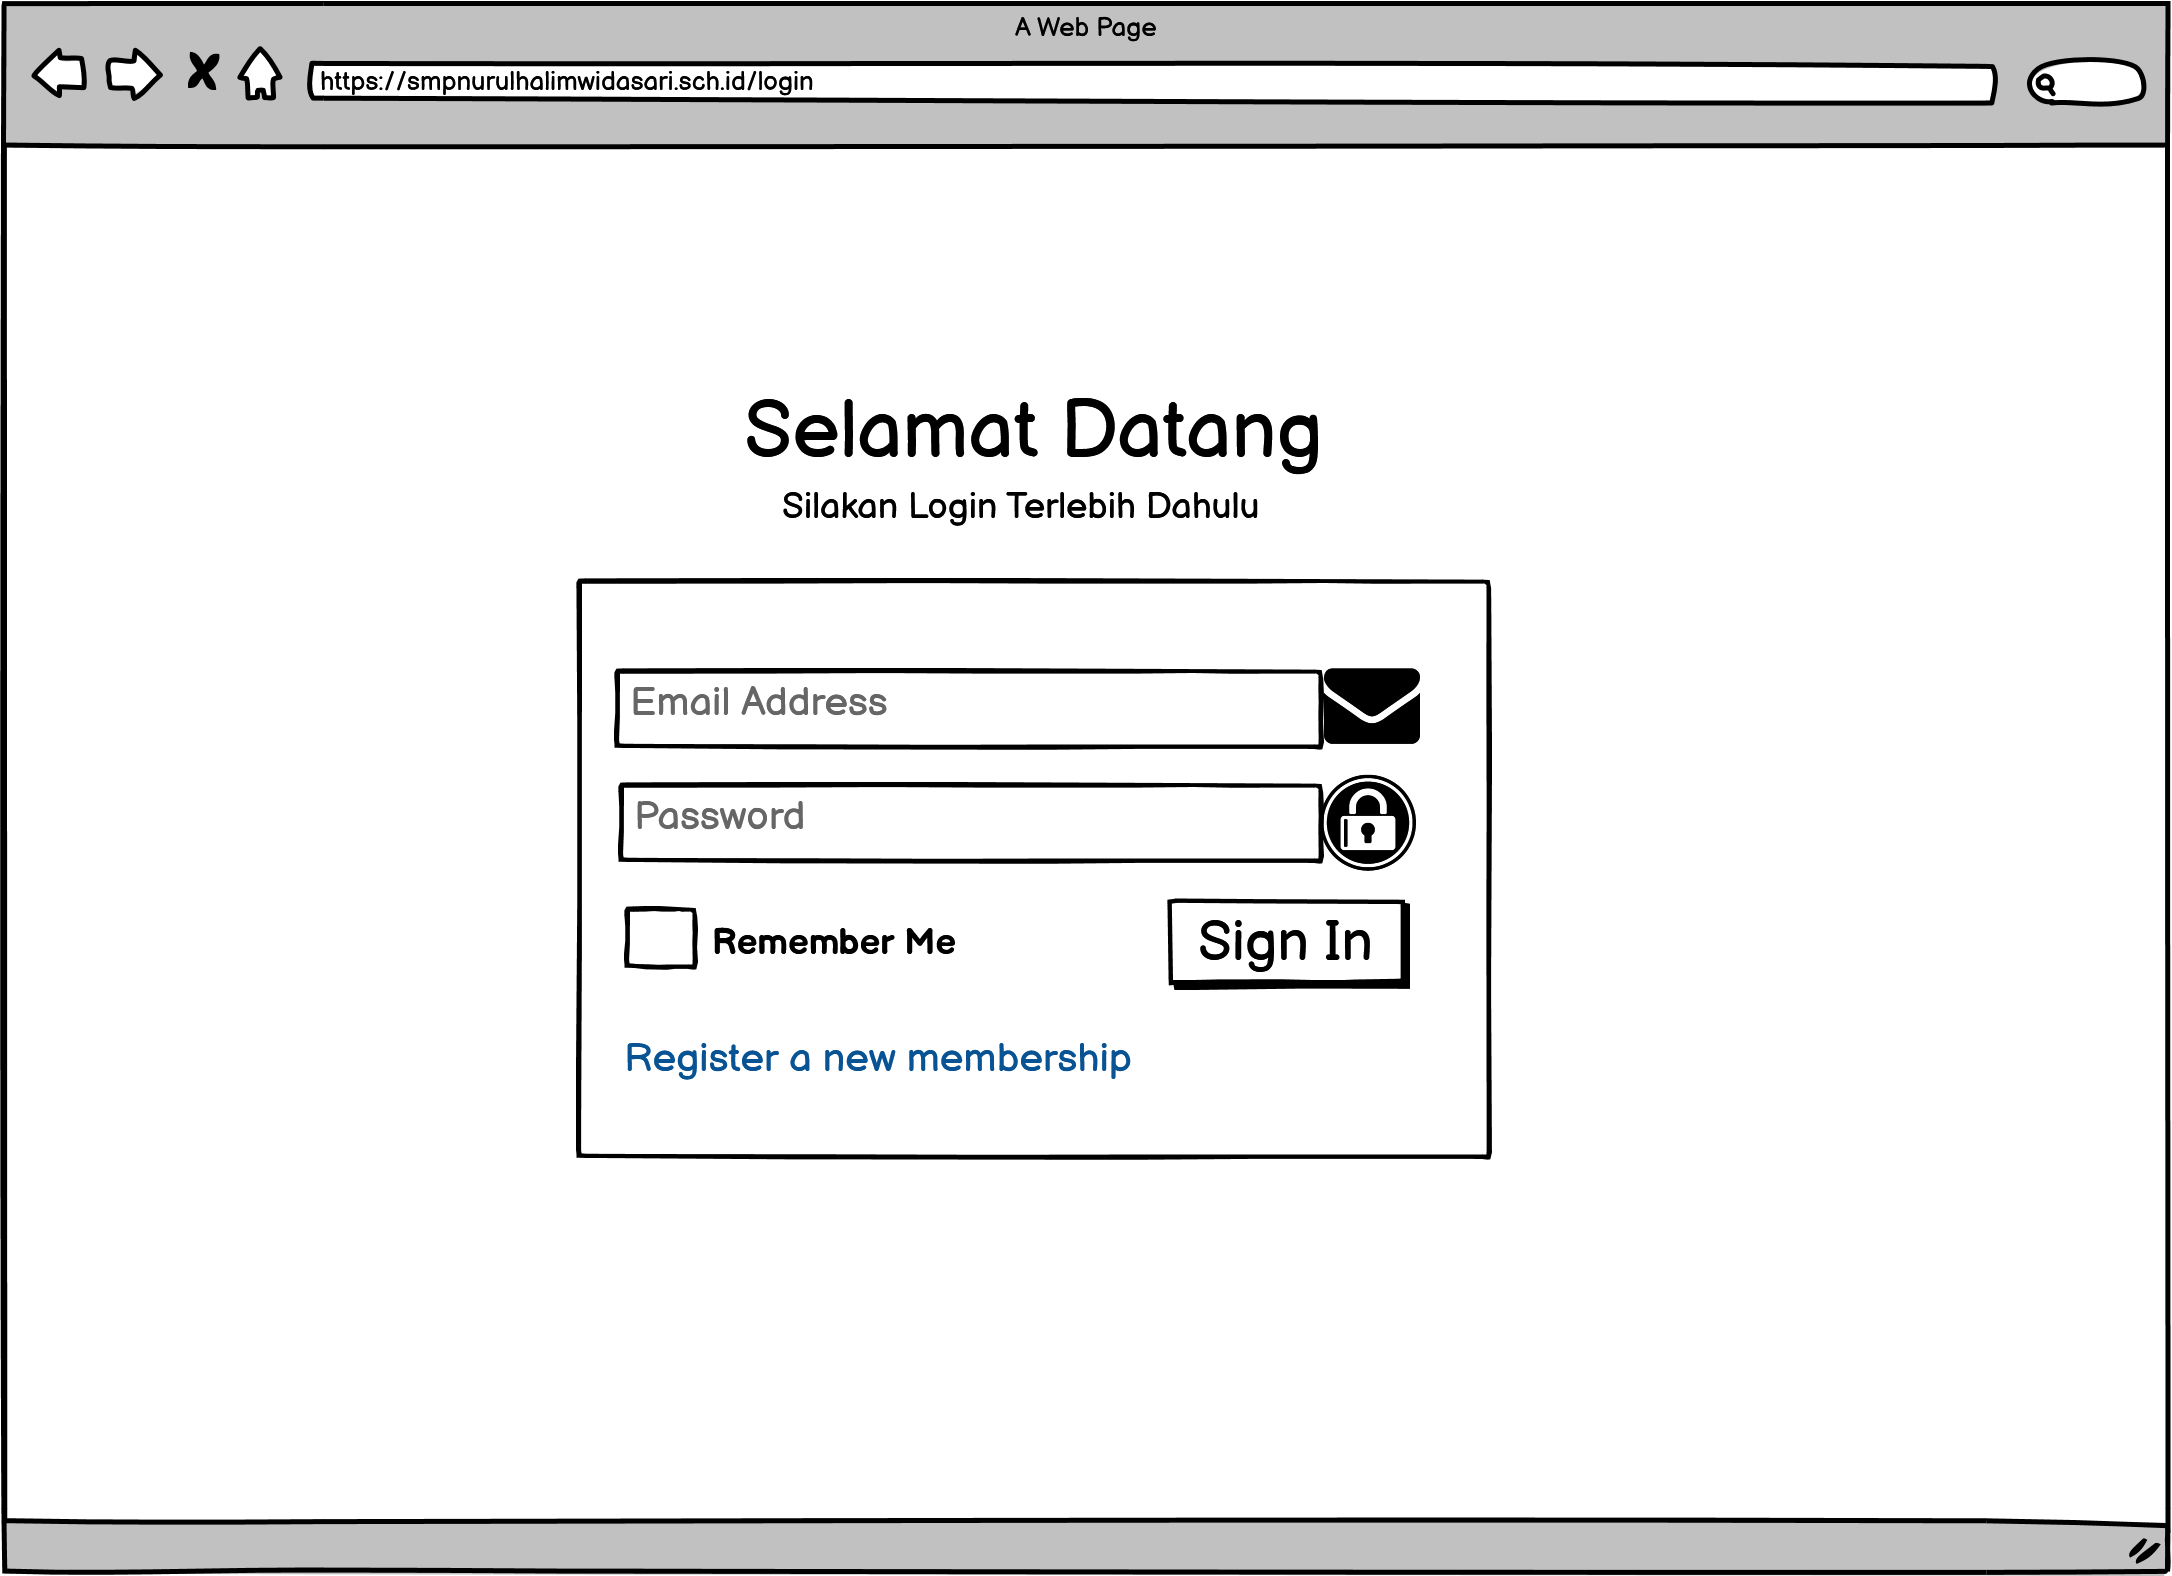 A Web Page
https://smpnurulhalimwidasari.sch.id/login
Selamat Datang
Silakan Login Terlebih Dahulu
Email Address
Password
Remember Me
Sign In
Register a new membership